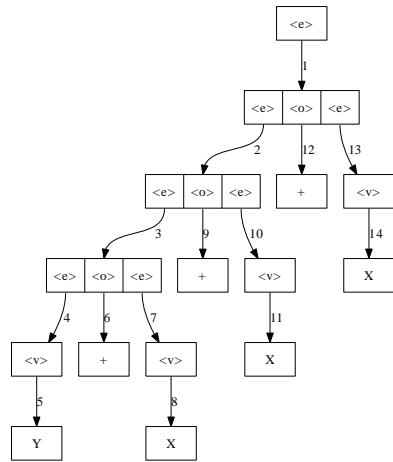 <e>
1
<e> <o> <e>
2 12 13
<e> <o> <e> + <v>
3 9 10 14
<e> <o> <e> + <v> X
4 6 7 11
<v> + <v> X
5 8
Y X